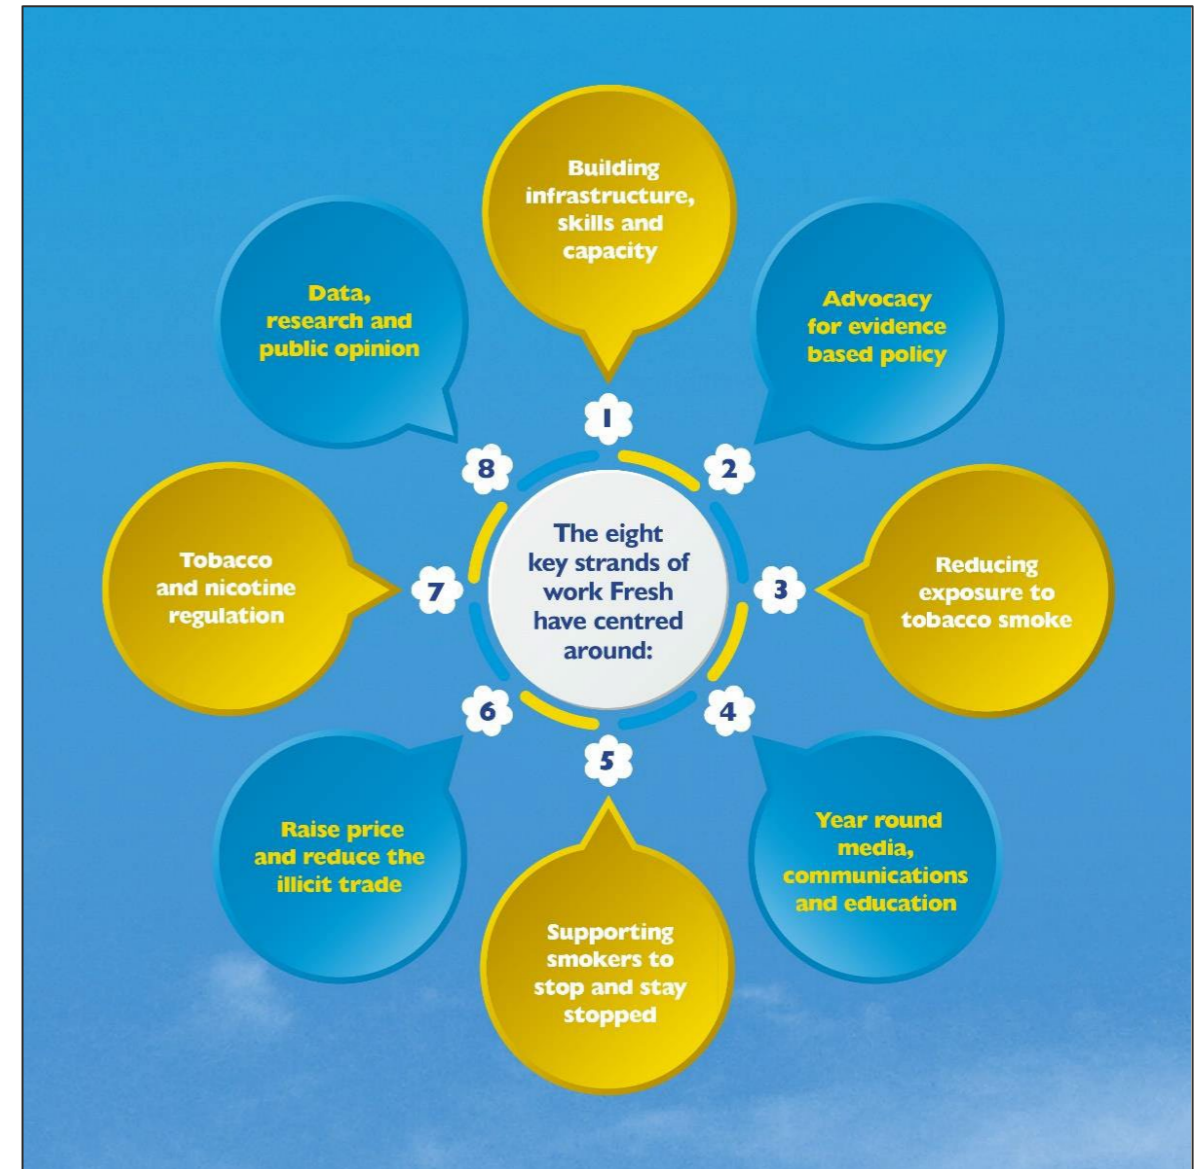 The eight
key strands of
work Fresh
have centred
around:
1
Building
infrastructure,
skills and
capacity
2
Advocacy
for evidence
based policy
3
Reducing
exposure to
tobacco smoke
4
Year round
media,
communications
and education
5
Supporting
smokers to
stop and stay
stopped
6
Raise price
and reduce the
illicit trade
7
Tobacco
and nicotine
regulation
8
Data,
research and
public opinion